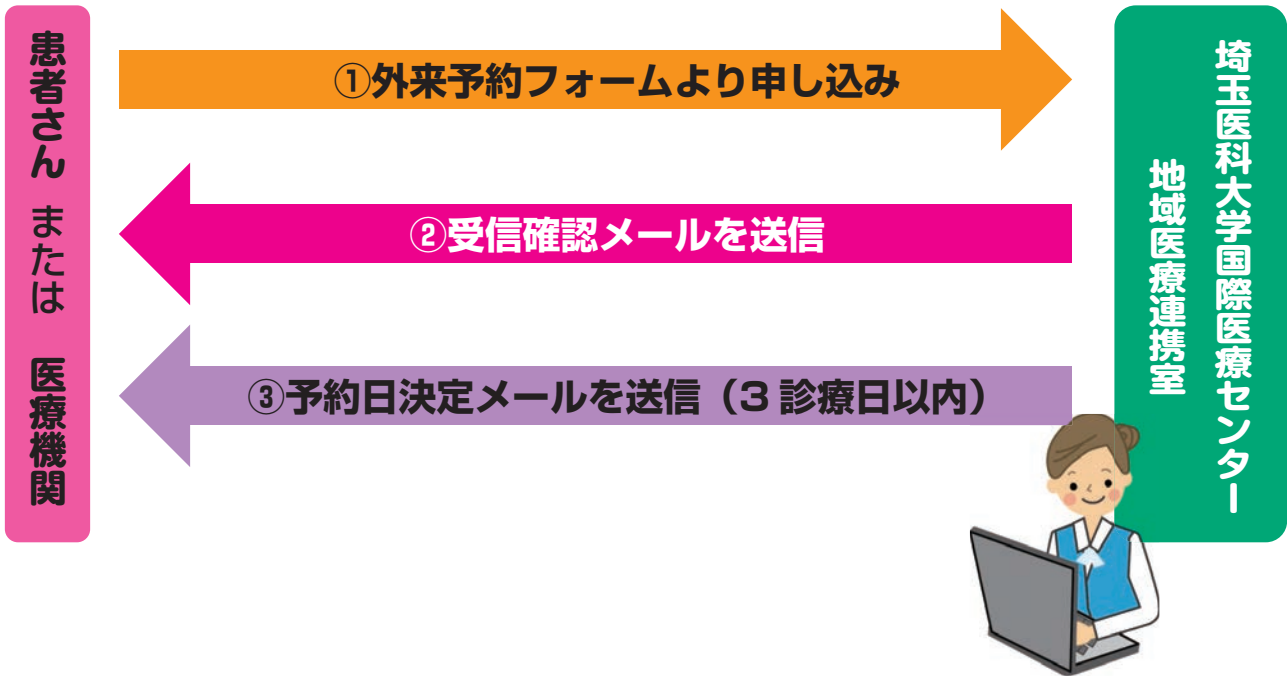 患者さん または 医療機関
①外来予約フォームより申し込み
②受信確認メールを送信
③予約日決定メールを送信（3 診療日以内）
埼玉医科大学国際医療センター
地域医療連携室